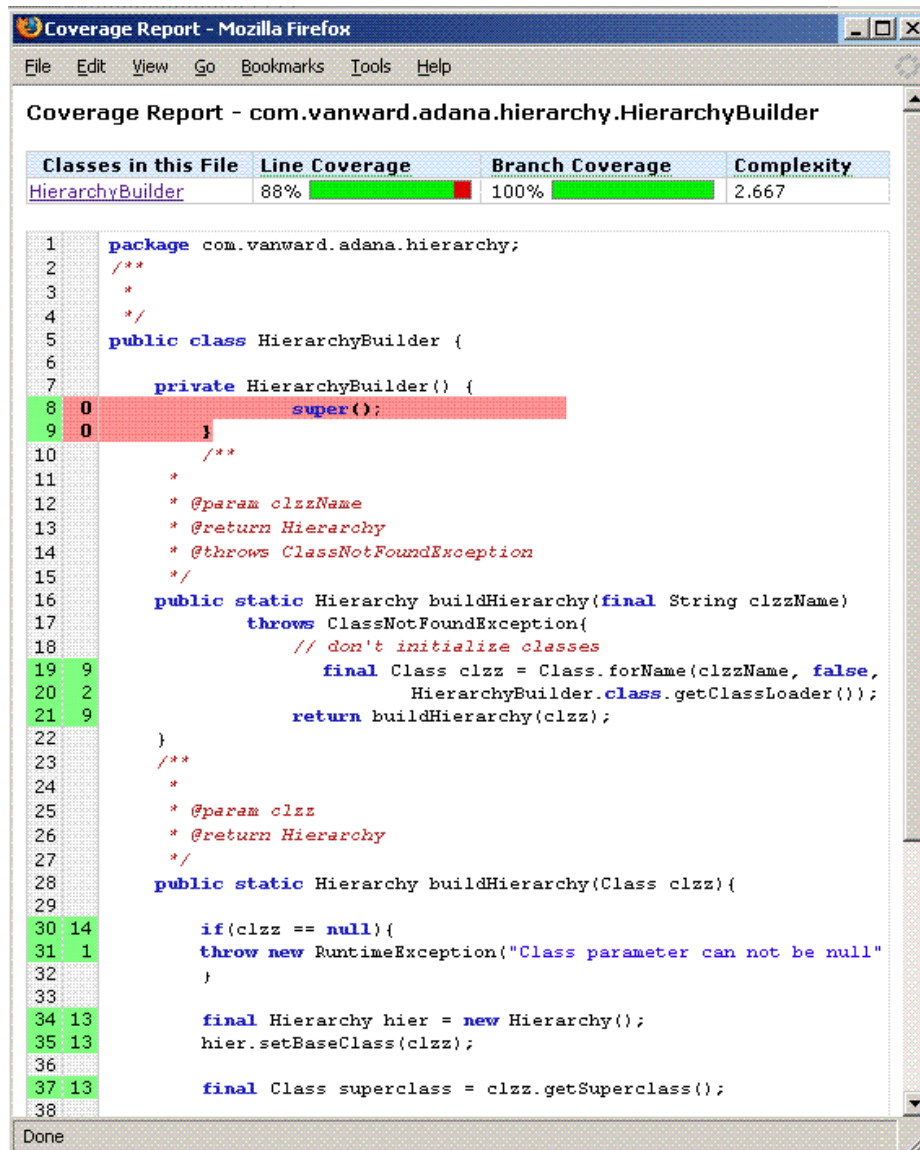 Coverage Report - Mozilla Firefox
File Edit View Go Bookmarks Tools Help
Coverage Report - com.vanward.adana.hierarchy.HierarchyBuilder
Classes in this File Line Coverage Branch Coverage Complexity
HierarchyBuilder 88% 100% 2.667
1 package com.vanward.adana.hierarchy;
2 /**
3 *
4 */
5 public class HierarchyBuilder {
6
7 private HierarchyBuilder() {
8 0 super();
9 0 }
10 /**
11 *
12 * @param clzzName
13 * @return Hierarchy
14 * @throws ClassNotFoundException
15 */
16 public static Hierarchy buildHierarchy(final String clzzName)
17 throws ClassNotFoundException{
18 // don't initialize classes
19 9 final Class clzz = Class.forName(clzzName, false,
20 2 HierarchyBuilder.class.getClassLoader());
21 9 return buildHierarchy(clzz);
22 }
23 /**
24 *
25 * @param clzz
26 * @return Hierarchy
27 */
28 public static Hierarchy buildHierarchy(Class clzz){
29
30 14 if(clzz == null){
31 1 throw new RuntimeException("Class parameter can not be null"
32 }
33
34 13 final Hierarchy hier = new Hierarchy();
35 13 hier.setBaseClass(clzz);
36
37 13 final Class superclass = clzz.getSuperclass();
38
Done